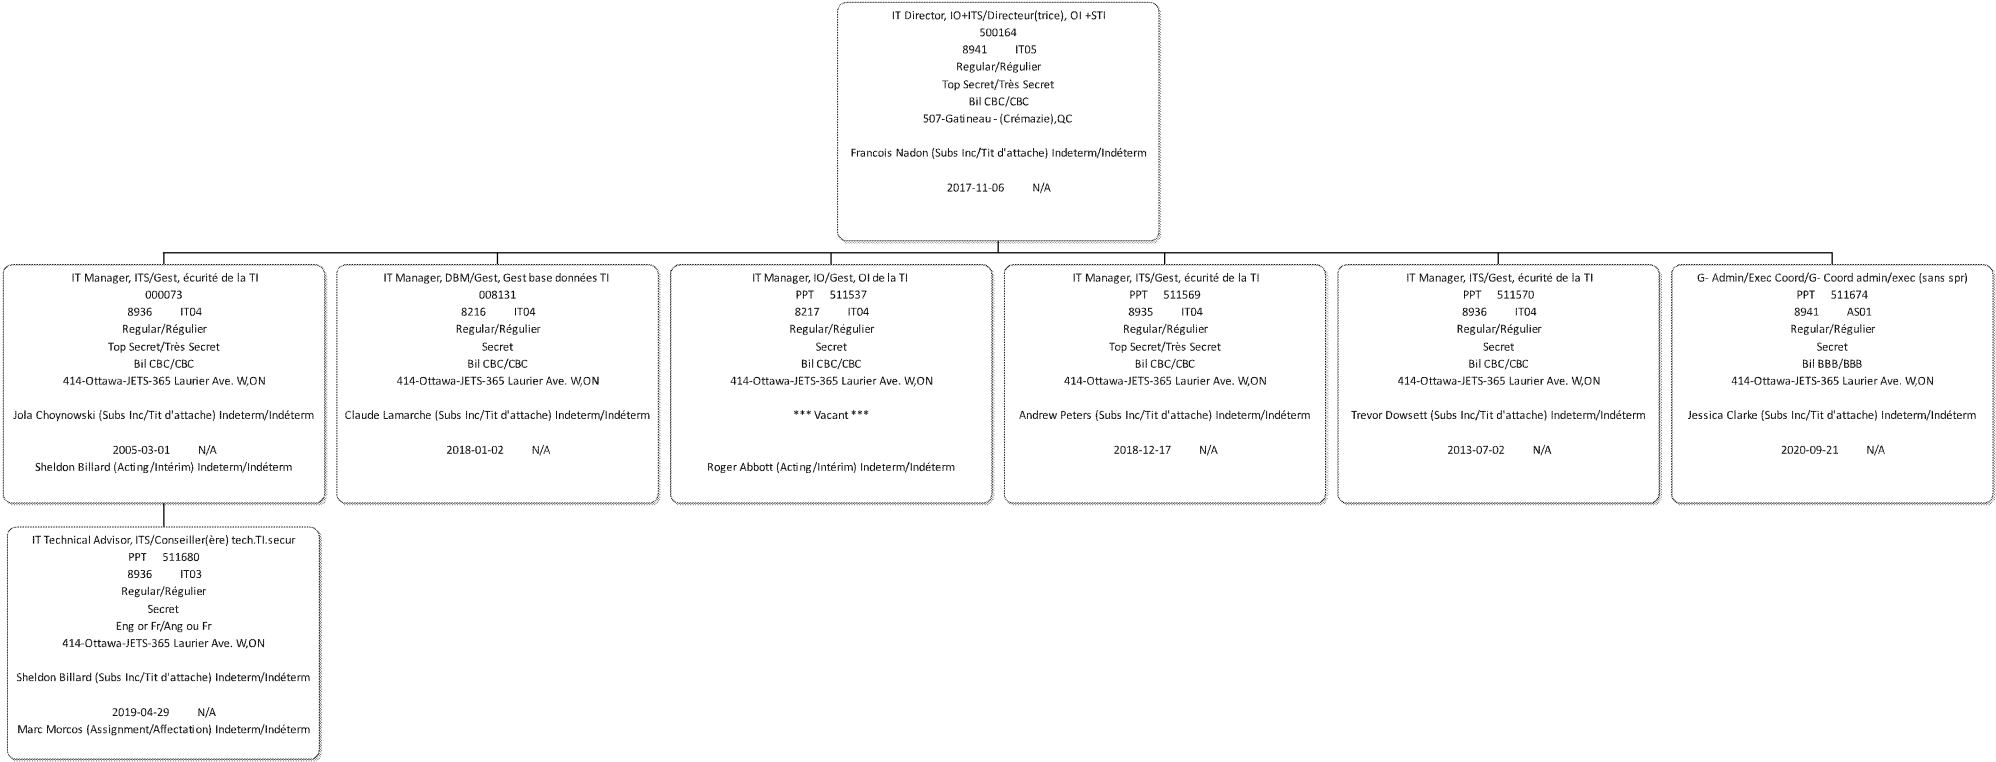 IT Director, IO+ITS/Directeur(trice), OI +STI
500164
8941 IT05
Regular/Régulier
Top Secret/Très Secret
Bil CBC/CBC
507-Gatineau - (Crémazie),QC
Francois Nadon (Subs Inc/Tit d'attache) Indeterm/Indéterm
2017-11-06 N/A
IT Manager, ITS/Gest, écurité de la TI
000073
8936 IT04
Regular/Régulier
Top Secret/Très Secret
Bil CBC/CBC
414-Ottawa-JETS-365 Laurier Ave. W,ON
Jola Choynowski (Subs Inc/Tit d'attache) Indeterm/Indéterm
2005-03-01 N/A
Sheldon Billard (Acting/Intérim) Indeterm/Indéterm
IT Manager, DBM/Gest, Gest base données TI
008131
8216 IT04
Regular/Régulier
Secret
Bil CBC/CBC
414-Ottawa-JETS-365 Laurier Ave. W,ON
Claude Lamarche (Subs Inc/Tit d'attache) Indeterm/Indéterm
2018-01-02 N/A
IT Manager, IO/Gest, OI de la TI
PPT 511537
8217 IT04
Regular/Régulier
Secret
Bil CBC/CBC
414-Ottawa-JETS-365 Laurier Ave. W,ON
*** Vacant ***
Roger Abbott (Acting/Intérim) Indeterm/Indéterm
IT Manager, ITS/Gest, écurité de la TI
PPT 511569
8935 IT04
Regular/Régulier
Top Secret/Très Secret
Bil CBC/CBC
414-Ottawa-JETS-365 Laurier Ave. W,ON
Andrew Peters (Subs Inc/Tit d'attache) Indeterm/Indéterm
2018-12-17 N/A
IT Manager, ITS/Gest, écurité de la TI
PPT 511570
8936 IT04
Regular/Régulier
Secret
Bil CBC/CBC
414-Ottawa-JETS-365 Laurier Ave. W,ON
Trevor Dowsett (Subs Inc/Tit d'attache) Indeterm/Indéterm
2013-07-02 N/A
G- Admin/Exec Coord/G- Coord admin/exec (sans spr)
PPT 511674
8941 AS01
Regular/Régulier
Secret
Bil BBB/BBB
414-Ottawa-JETS-365 Laurier Ave. W,ON
Jessica Clarke (Subs Inc/Tit d'attache) Indeterm/Indéterm
2020-09-21 N/A
IT Technical Advisor, ITS/Conseiller(ère) tech.TI.secur
PPT 511680
8936 IT03
Regular/Régulier
Secret
Eng or Fr/Ang ou Fr
414-Ottawa-JETS-365 Laurier Ave. W,ON
Sheldon Billard (Subs Inc/Tit d'attache) Indeterm/Indéterm
2019-04-29 N/A
Marc Morcos (Assignment/Affectation) Indeterm/Indéterm